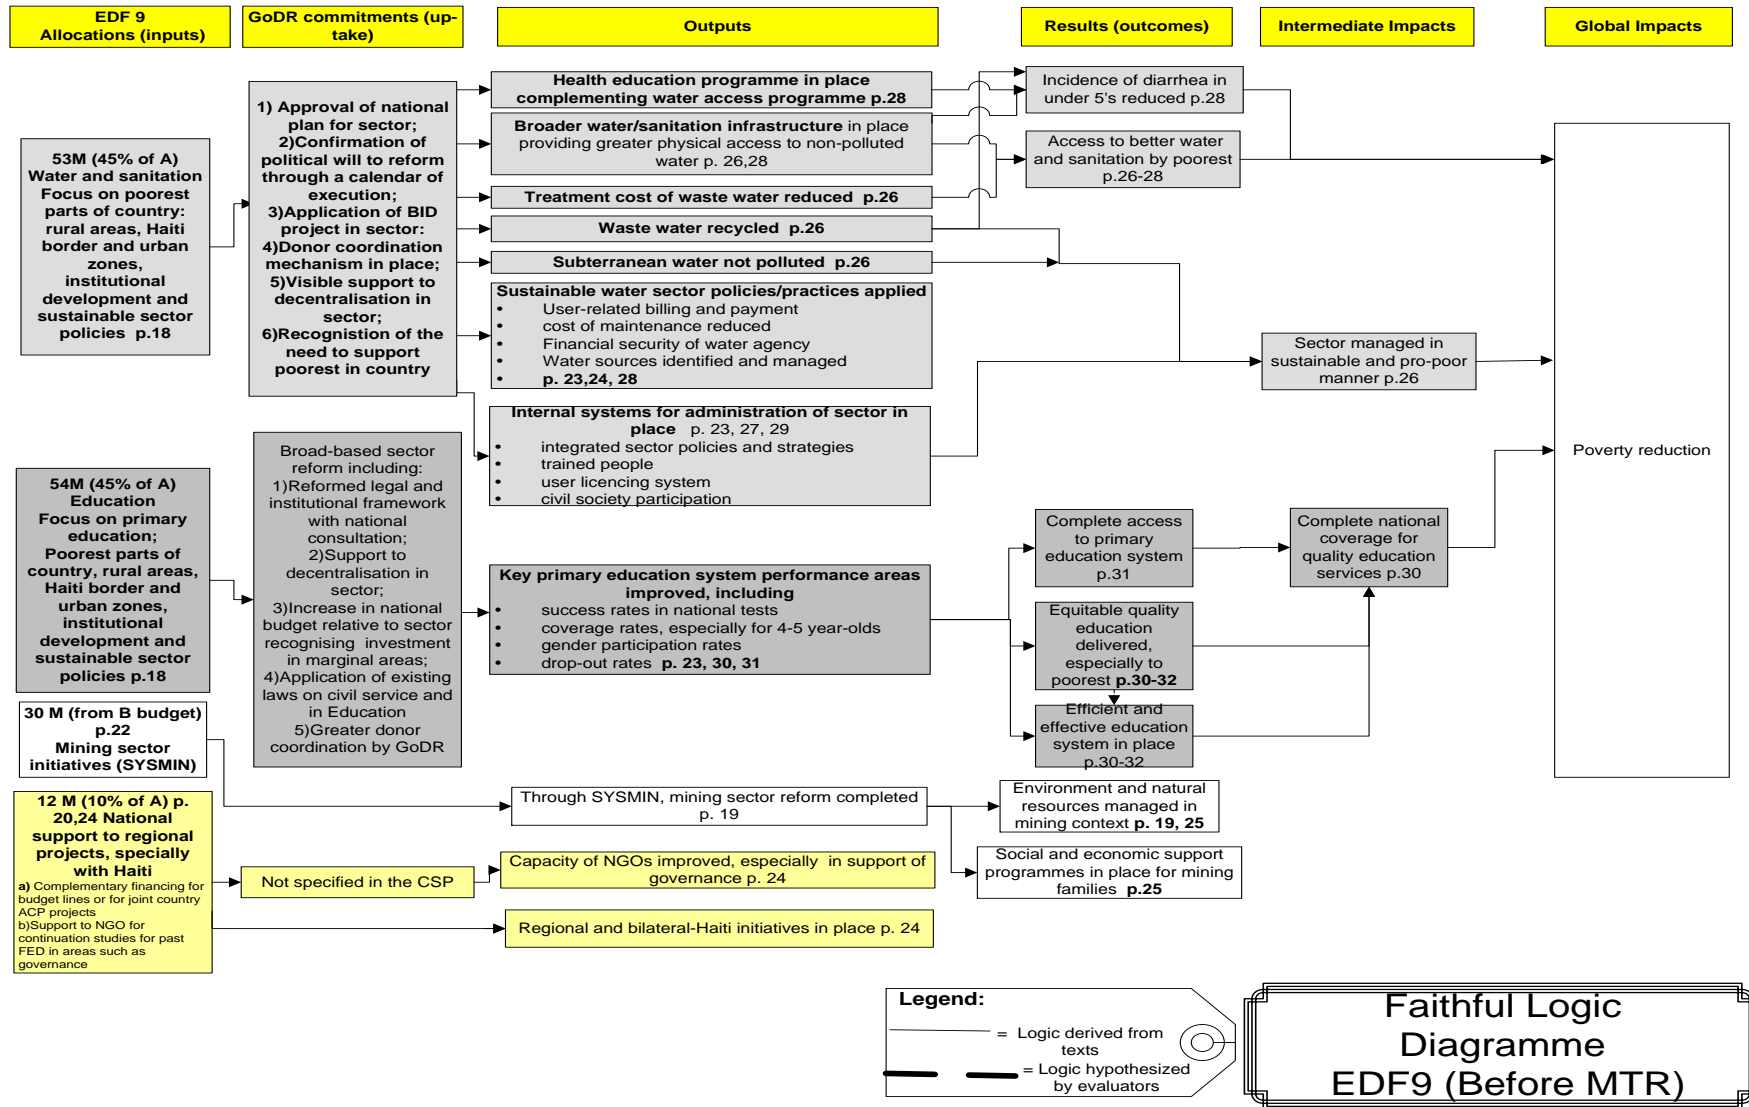 EDF 9
Allocations (inputs)
GoDR commitments (up-
take)
Outputs
Results (outcomes)
Intermediate Impacts
Global Impacts
53M (45% of A)
Water and sanitation
Focus on poorest
parts of country:
rural areas, Haiti
border and urban
zones,
institutional
development and
sustainable sector
policies p.18
1) Approval of national
plan for sector;
2)Confirmation of
political will to reform
through a calendar of
execution;
3)Application of BID
project in sector:
4)Donor coordination
mechanism in place;
5)Visible support to
decentralisation in
sector;
6)Recognistion of the
need to support
poorest in country
Health education programme in place
complementing water access programme p.28
Broader water/sanitation infrastructure in place
providing greater physical access to non-polluted
water p. 26,28
Treatment cost of waste water reduced p.26
Waste water recycled p.26
Subterranean water not polluted p.26
Sustainable water sector policies/practices applied
• User-related billing and payment
• cost of maintenance reduced
• Financial security of water agency
• Water sources identified and managed
• p. 23,24, 28
Internal systems for administration of sector in
place p. 23, 27, 29
• integrated sector policies and strategies
• trained people
• user licencing system
• civil society participation
Incidence of diarrhea in
under 5's reduced p.28
Access to better water
and sanitation by poorest
p.26-28
Sector managed in
sustainable and pro-poor
manner p.26
Poverty reduction
54M (45% of A)
Education
Focus on primary
education;
Poorest parts of
country, rural areas,
Haiti border and
urban zones,
institutional
development and
sustainable sector
policies p.18
Broad-based sector
reform including:
1)Reformed legal and
institutional framework
with national
consultation;
2)Support to
decentralisation in
sector;
3)Increase in national
budget relative to sector
recognising investment
in marginal areas;
4)Application of existing
laws on civil service and
in Education
5)Greater donor
coordination by GoDR
Key primary education system performance areas
improved, including
• success rates in national tests
• coverage rates, especially for 4-5 year-olds
• gender participation rates
• drop-out rates p. 23, 30, 31
Complete access
to primary
education system
p.31
Equitable quality
education
delivered,
especially to
poorest p.30-32
Efficient and
effective education
system in place
p.30-32
Complete national
coverage for
quality education
services p.30
30 M (from B budget)
p.22
Mining sector
initiatives (SYSMIN)
Through SYSMIN, mining sector reform completed
p. 19
Environment and natural
resources managed in
mining context p. 19, 25
Social and economic support
programmes in place for mining
families p.25
12 M (10% of A) p.
20,24 National
support to regional
projects, specially
with Haiti
a) Complementary financing for
budget lines or for joint country
ACP projects
b)Support to NGO for
continuation studies for past
FED in areas such as
governance
Not specified in the CSP
Capacity of NGOs improved, especially in support of
governance p. 24
Regional and bilateral-Haiti initiatives in place p. 24
Legend:
= Logic derived from
texts
= Logic hypothesized
by evaluators
Faithful Logic
Diagramme
EDF9 (Before MTR)